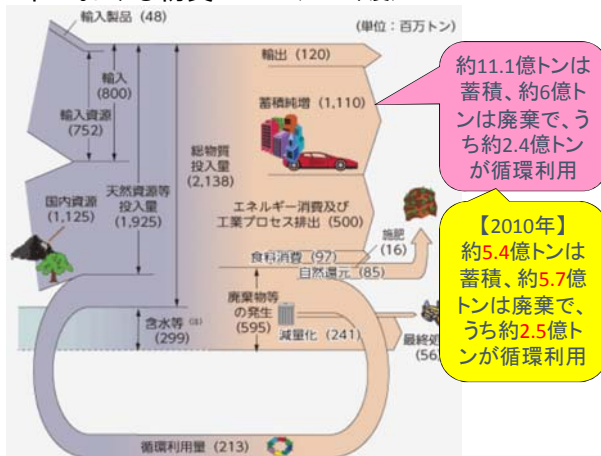 輸入製品（48）
（単位：百万トン）
輸入
（800）
輸入資源
（752）
国内資源
（1,125）
天然資源等
投入量
（1,925）
総物質
投入量
（2,138）
輸出（120）
蓄積純増（1,110）
エネルギー消費及び
工業プロセス排出（500）
施肥
（16）
食料消費（97）
自然還元（85）
廃棄物等
の発生
（595）
含水等
（299）
減量化（241）
最終処
（56
循環利用量（213）
約11.1億トンは
蓄積、約6億ト
ンは廃棄で、う
ち約2.4億トン
が循環利用
【2010年】
約5.4億トンは
蓄積、約5.7億
トンは廃棄で、
うち約2.5億ト
ンが循環利用